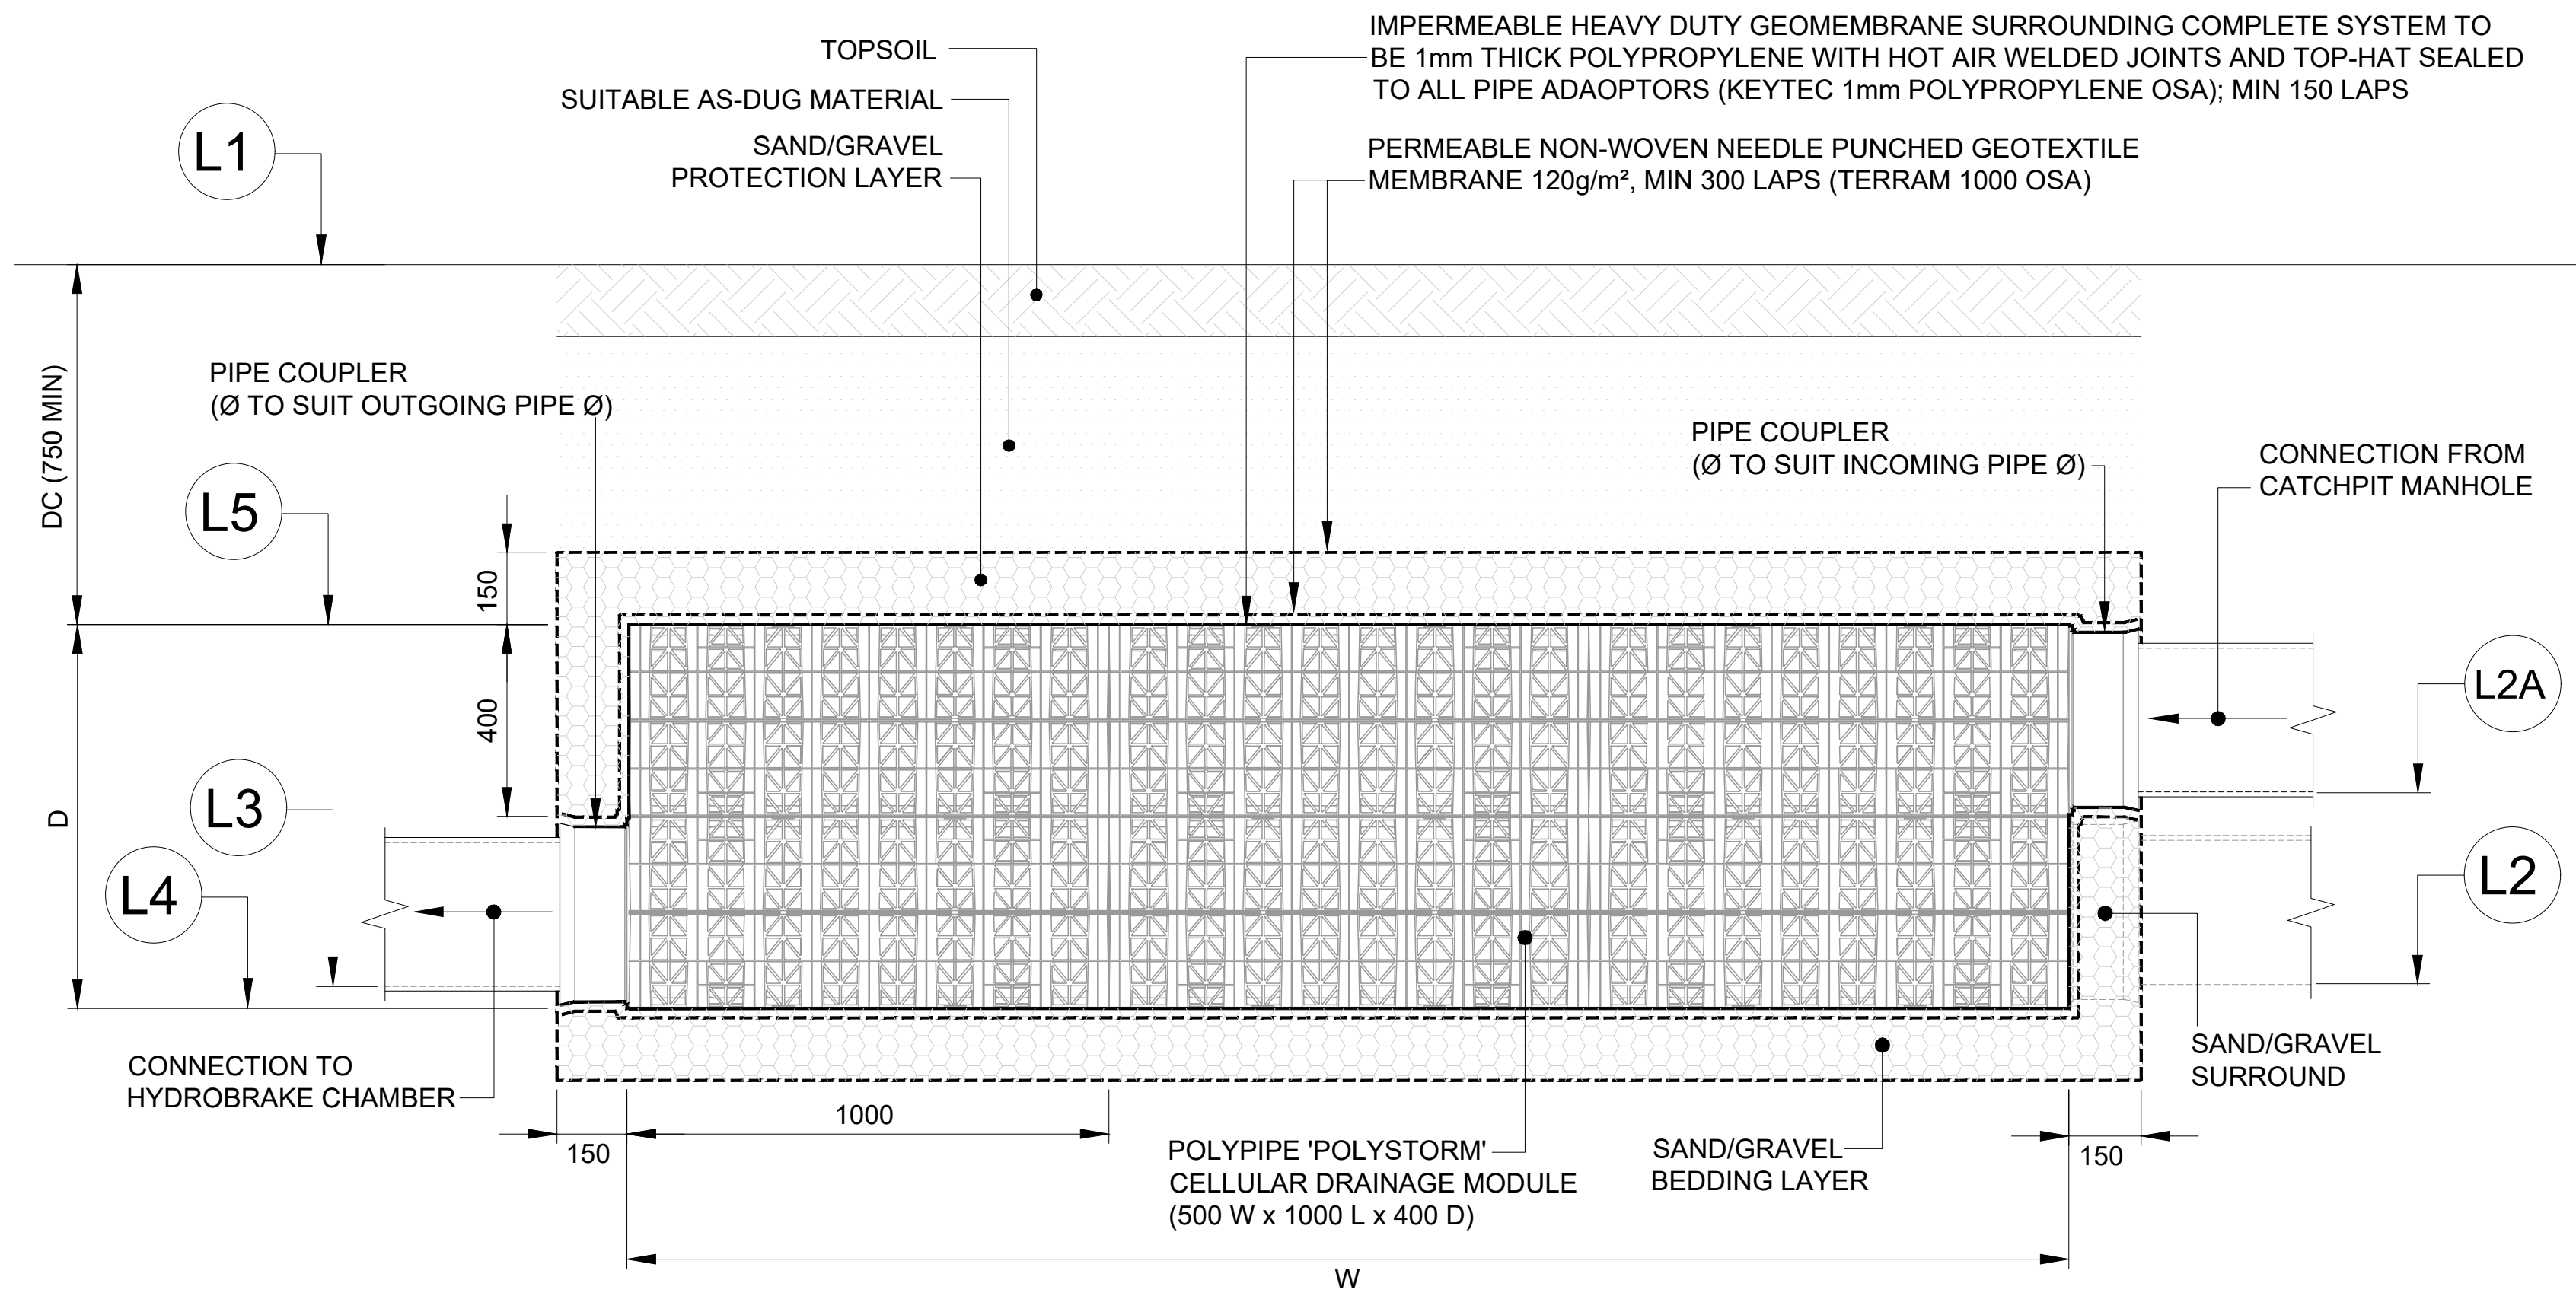 IMPERMEABLE HEAVY DUTY GEOMEMBRANE SURROUNDING COMPLETE SYSTEM TO
BE 1mm THICK POLYPROPYLENE WITH HOT AIR WELDED JOINTS AND TOP-HAT SEALED
TO ALL PIPE ADAOPTORS (KEYTEC 1mm POLYPROPYLENE OSA); MIN 150 LAPS
TOPSOIL
SUITABLE AS-DUG MATERIAL
SAND/GRAVEL
PROTECTION LAYER
PERMEABLE NON-WOVEN NEEDLE PUNCHED GEOTEXTILE
MEMBRANE 120g/m², MIN 300 LAPS (TERRAM 1000 OSA)
L1
DC (750 MIN)
PIPE COUPLER
(Ø TO SUIT OUTGOING PIPE Ø)
PIPE COUPLER
(Ø TO SUIT INCOMING PIPE Ø)
CONNECTION FROM
CATCHPIT MANHOLE
L5
150
400
L2A
D
L3
L4
L2
CONNECTION TO
HYDROBRAKE CHAMBER
SAND/GRAVEL
SURROUND
150
1000
150
POLYPIPE 'POLYSTORM'
CELLULAR DRAINAGE MODULE
(500 W x 1000 L x 400 D)
SAND/GRAVEL
BEDDING LAYER
W